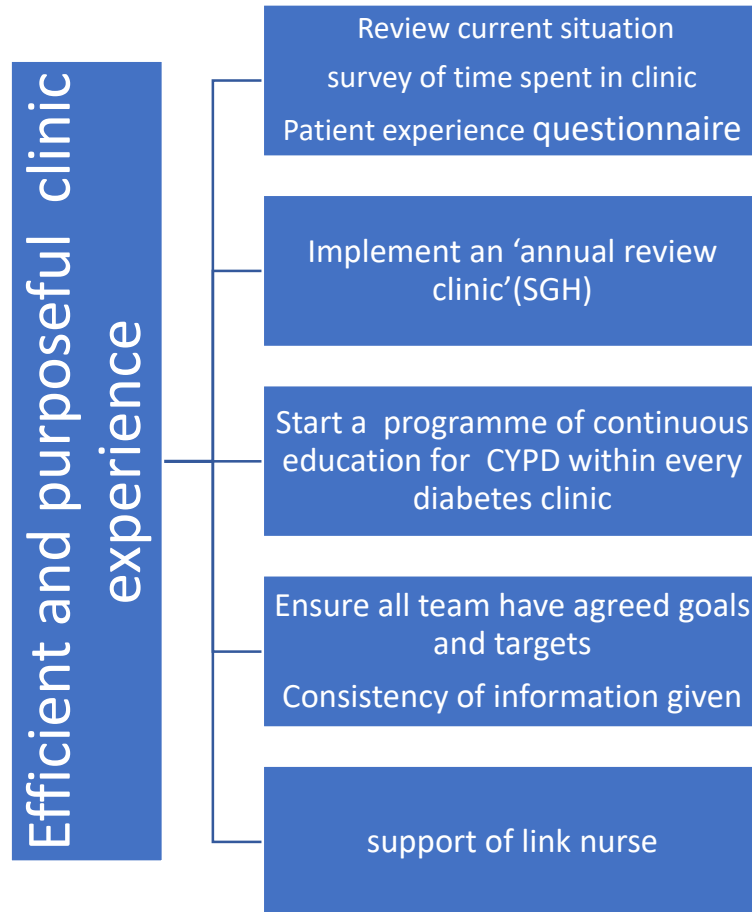 Efficient and purposeful  clinic
experience
Review current situation
survey of time spent in clinic
Patient experience questionnaire
Implement an ‘annual review
clinic’(SGH)
Start a  programme of continuous
education for  CYPD within every
diabetes clinic
Ensure all team have agreed goals
and targets
Consistency of information given
support of link nurse